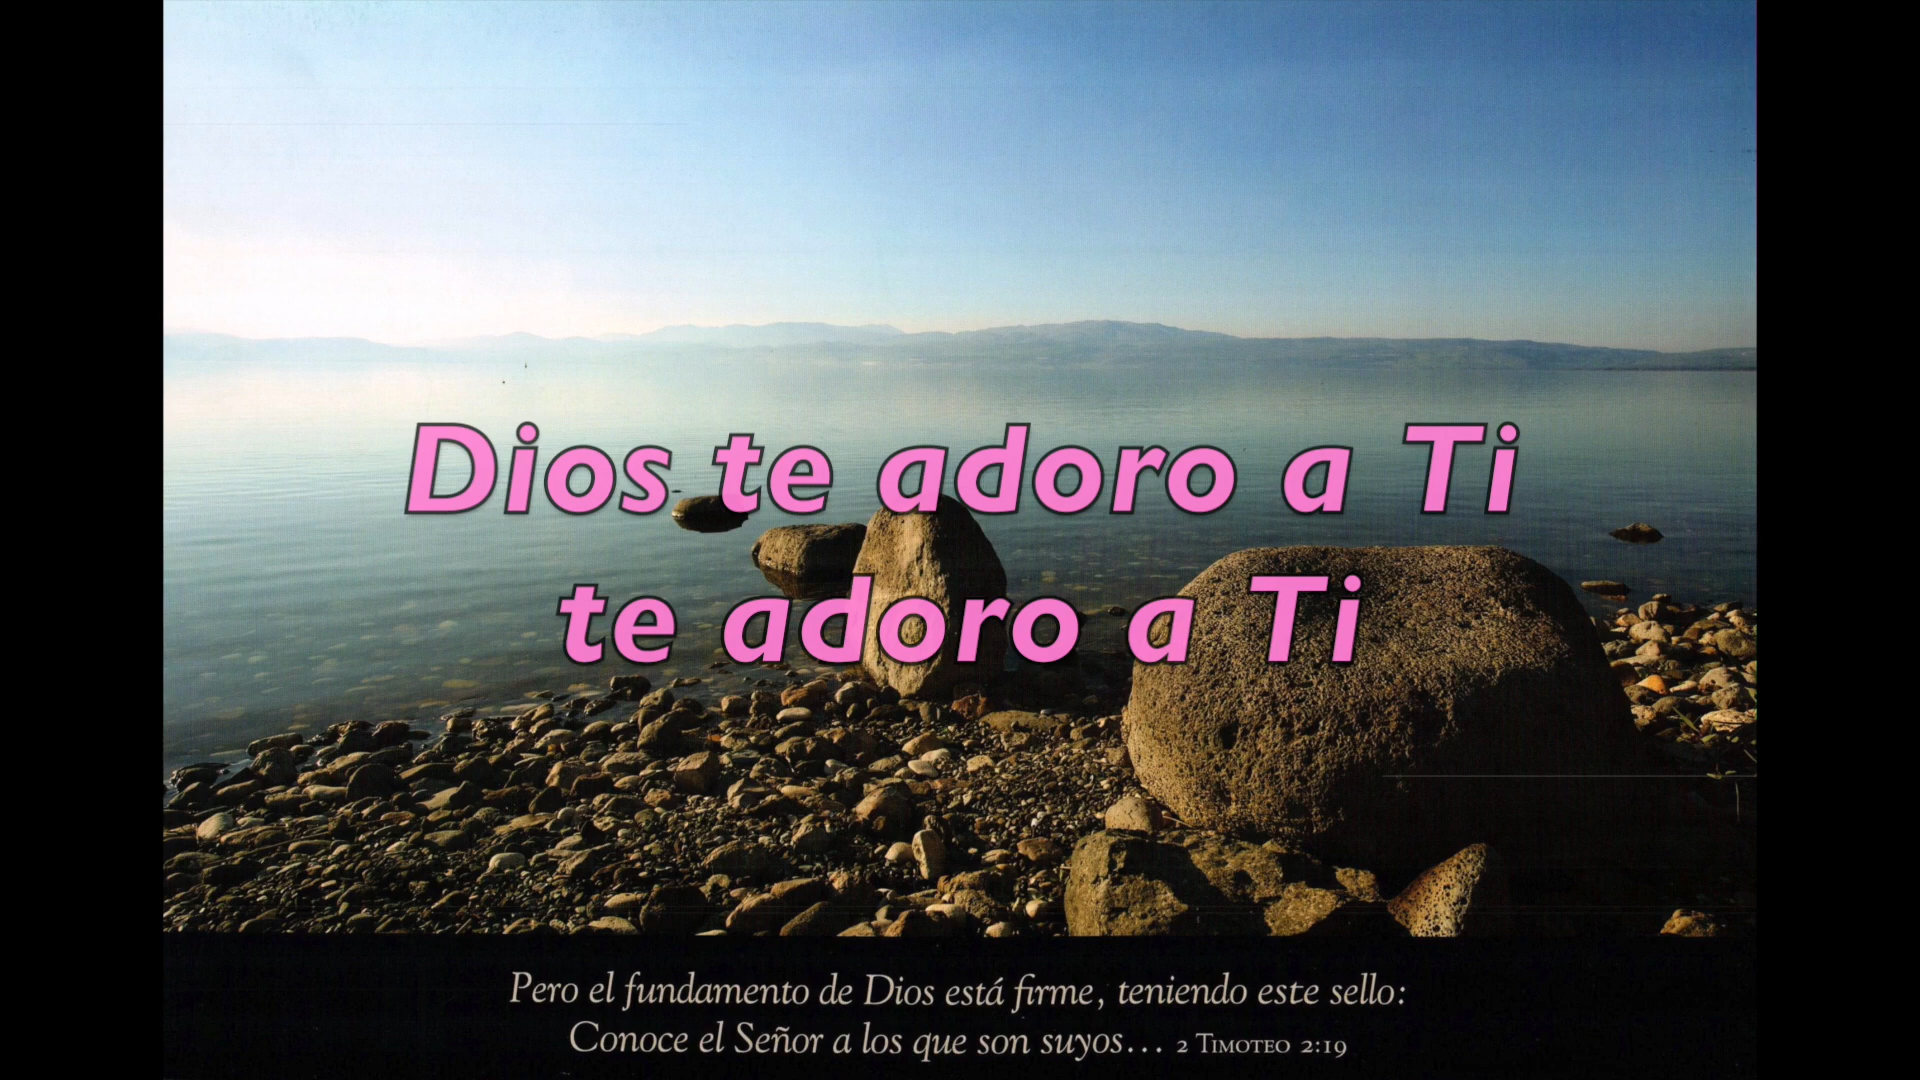 Dios te adoro a Ti
te adoro a Ti
Pero el fundamento de Dios está firme, teniendo este sello:
Conoce el Señor a los que son suyos... 2 Timoteo 2:19